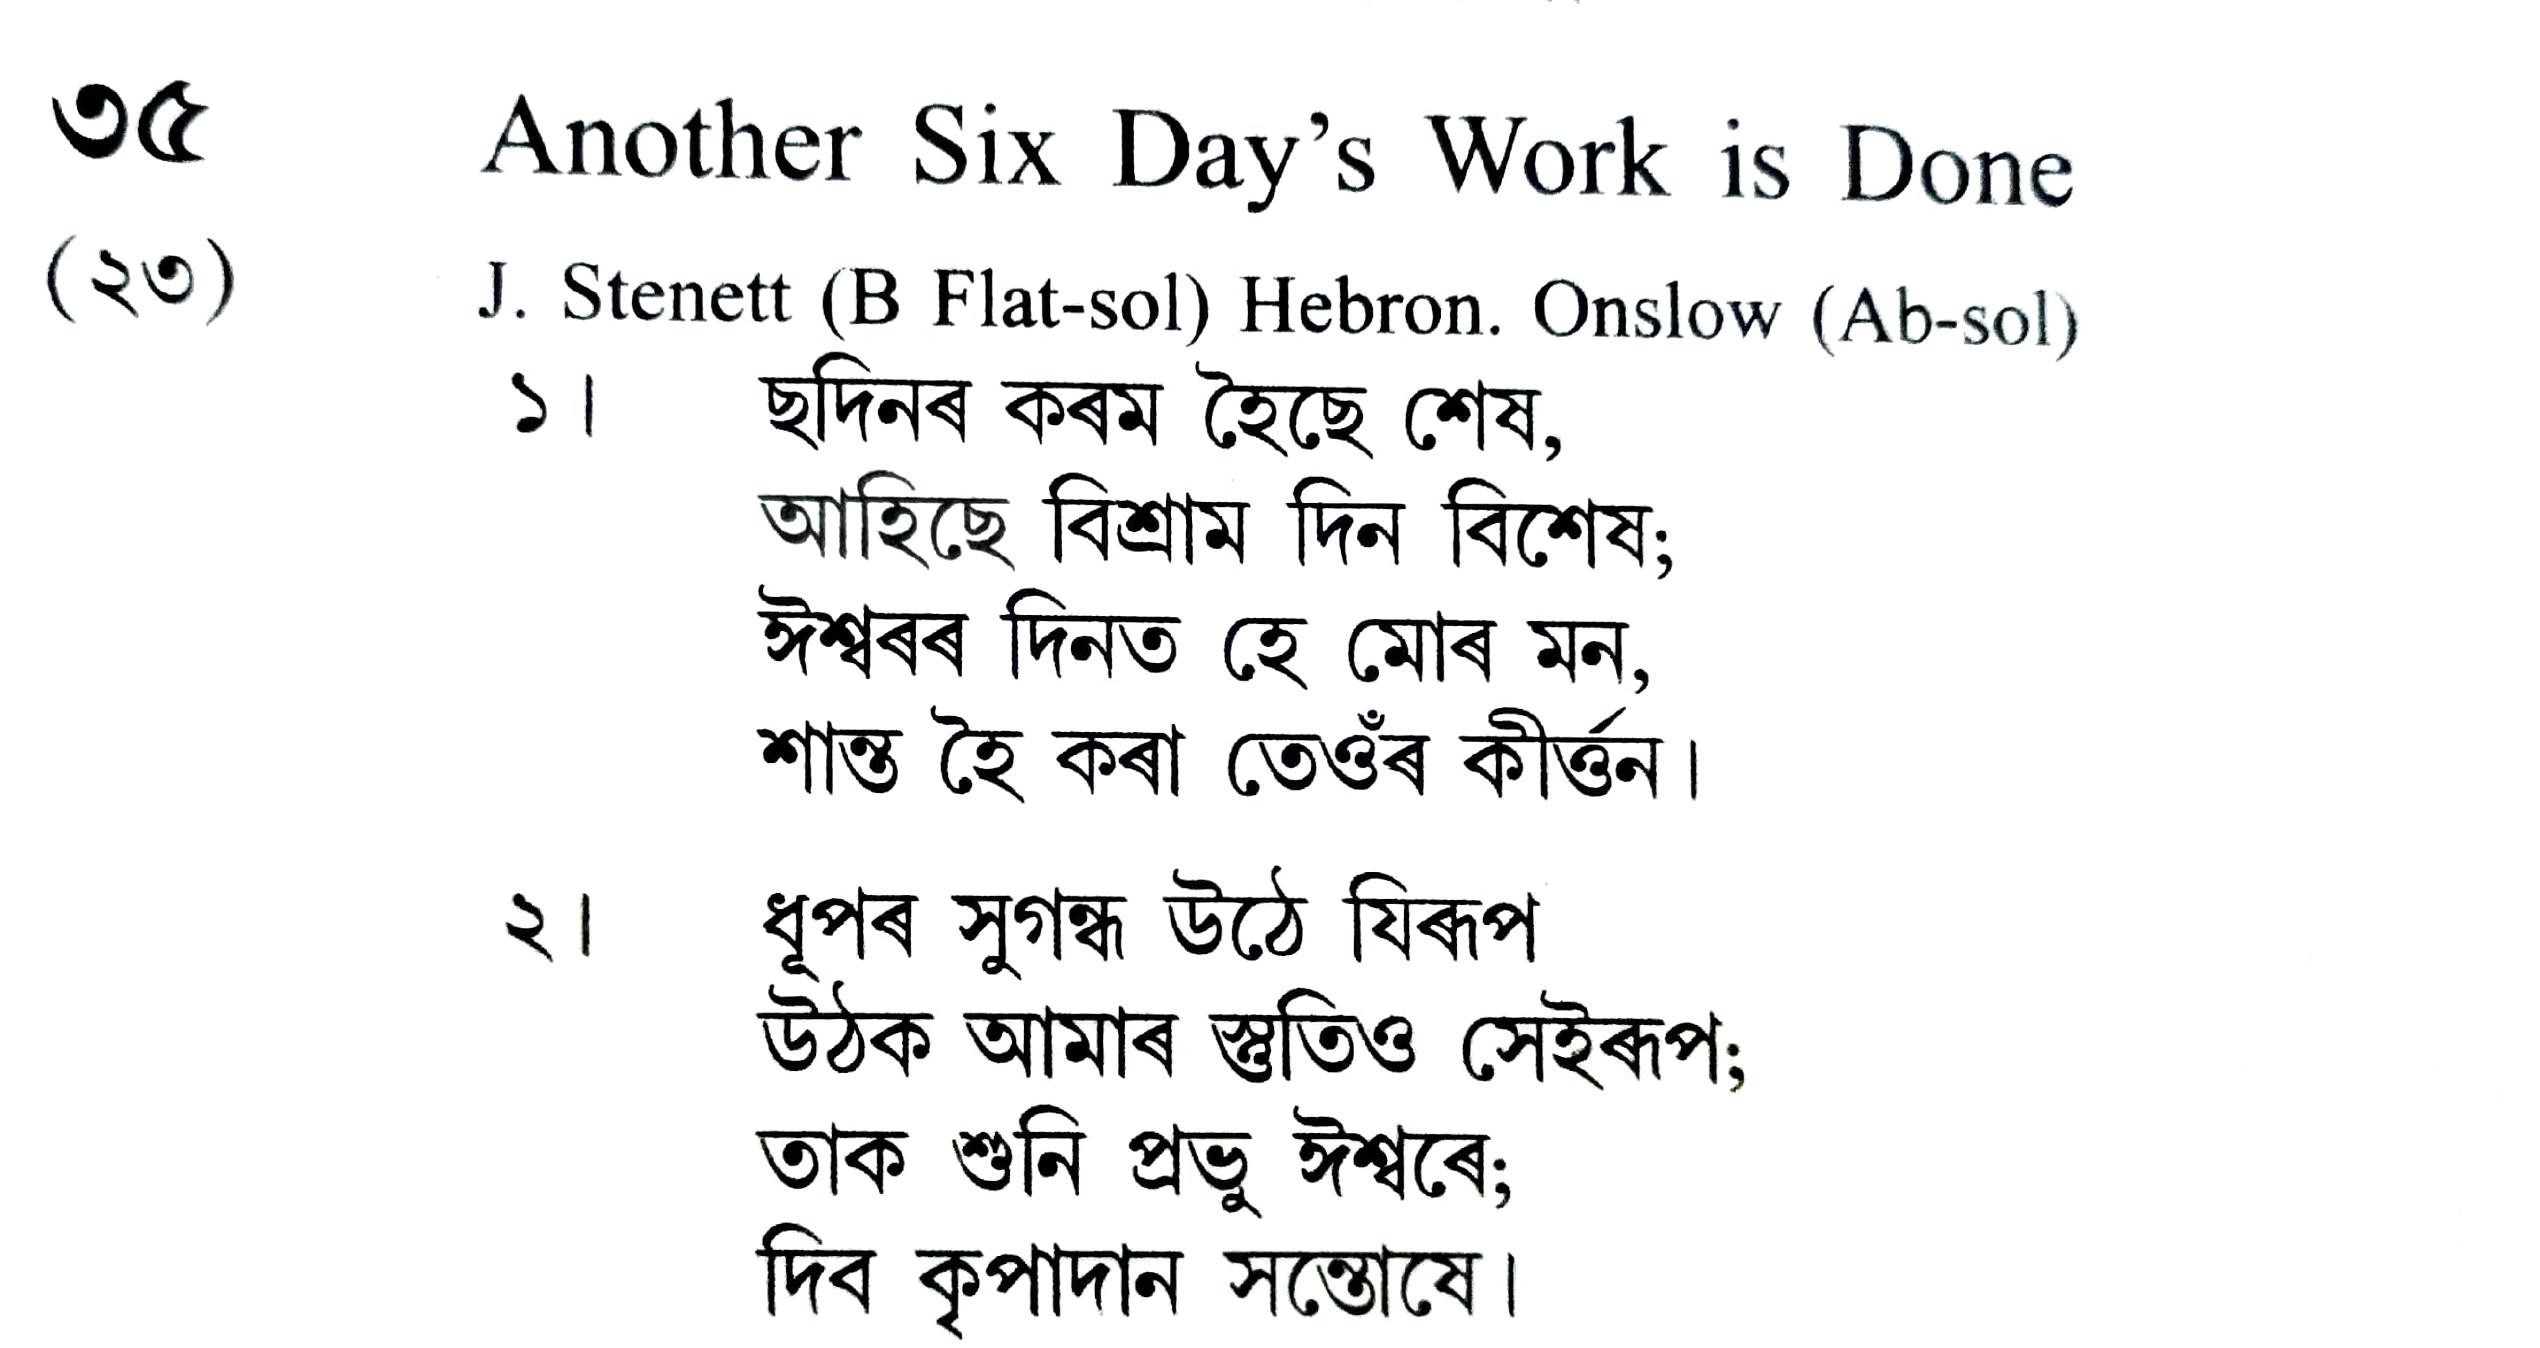 ৩৫ Another Six Day's Work is Done
(২৩) J. Stenett (B Flat-sol) Hebron. Onslow (Ab-sol)
১। ছদিনৰ কৰম হৈছে শেষ,
আহিছে বিশ্ৰাম দিন বিশেষ;
ঈশ্বৰৰ দিনত হে মোৰ মন,
শান্ত হৈ কৰা তেওঁৰ কীৰ্ত্তন।
২। ধূপৰ সুগন্ধ উঠে যিৰূপ
উঠক আমাৰ স্তুতিও সেইৰূপ;
তাক শুনি প্ৰভু ঈশ্বৰে;
দিব কৃপাদান সন্তোষে।